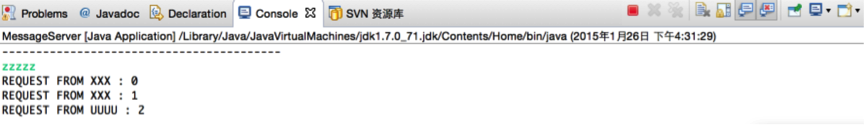 Problems @ Javadoc Declaration Console SVN 资源库
MessageServer [Java Application] /Library/Java/JavaVirtualMachines/jdk1.7.0_71.jdk/Contents/Home/bin/java (2015年1月26日 下午4:31:29)
----------------------------------------
zzzzz
REQUEST FROM XXX : 0
REQUEST FROM XXX : 1
REQUEST FROM UUUU : 2